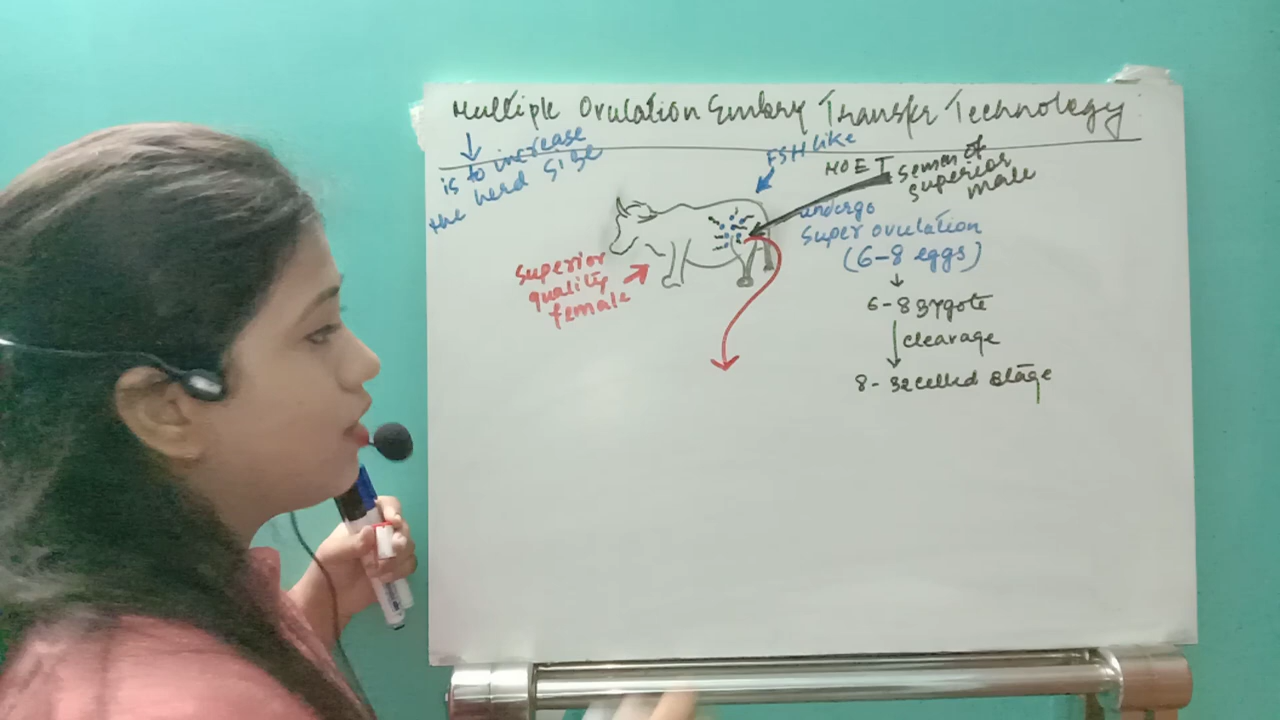 Multiple Ovulation Embry Transfer Technology
is to increase
the herd size
FSH like
MOET
semen of
superior
male
undergo
Super ovulation
(6-8 eggs)
superior
quality
female
6-8 zygote
cleavage
8-32 celled stage